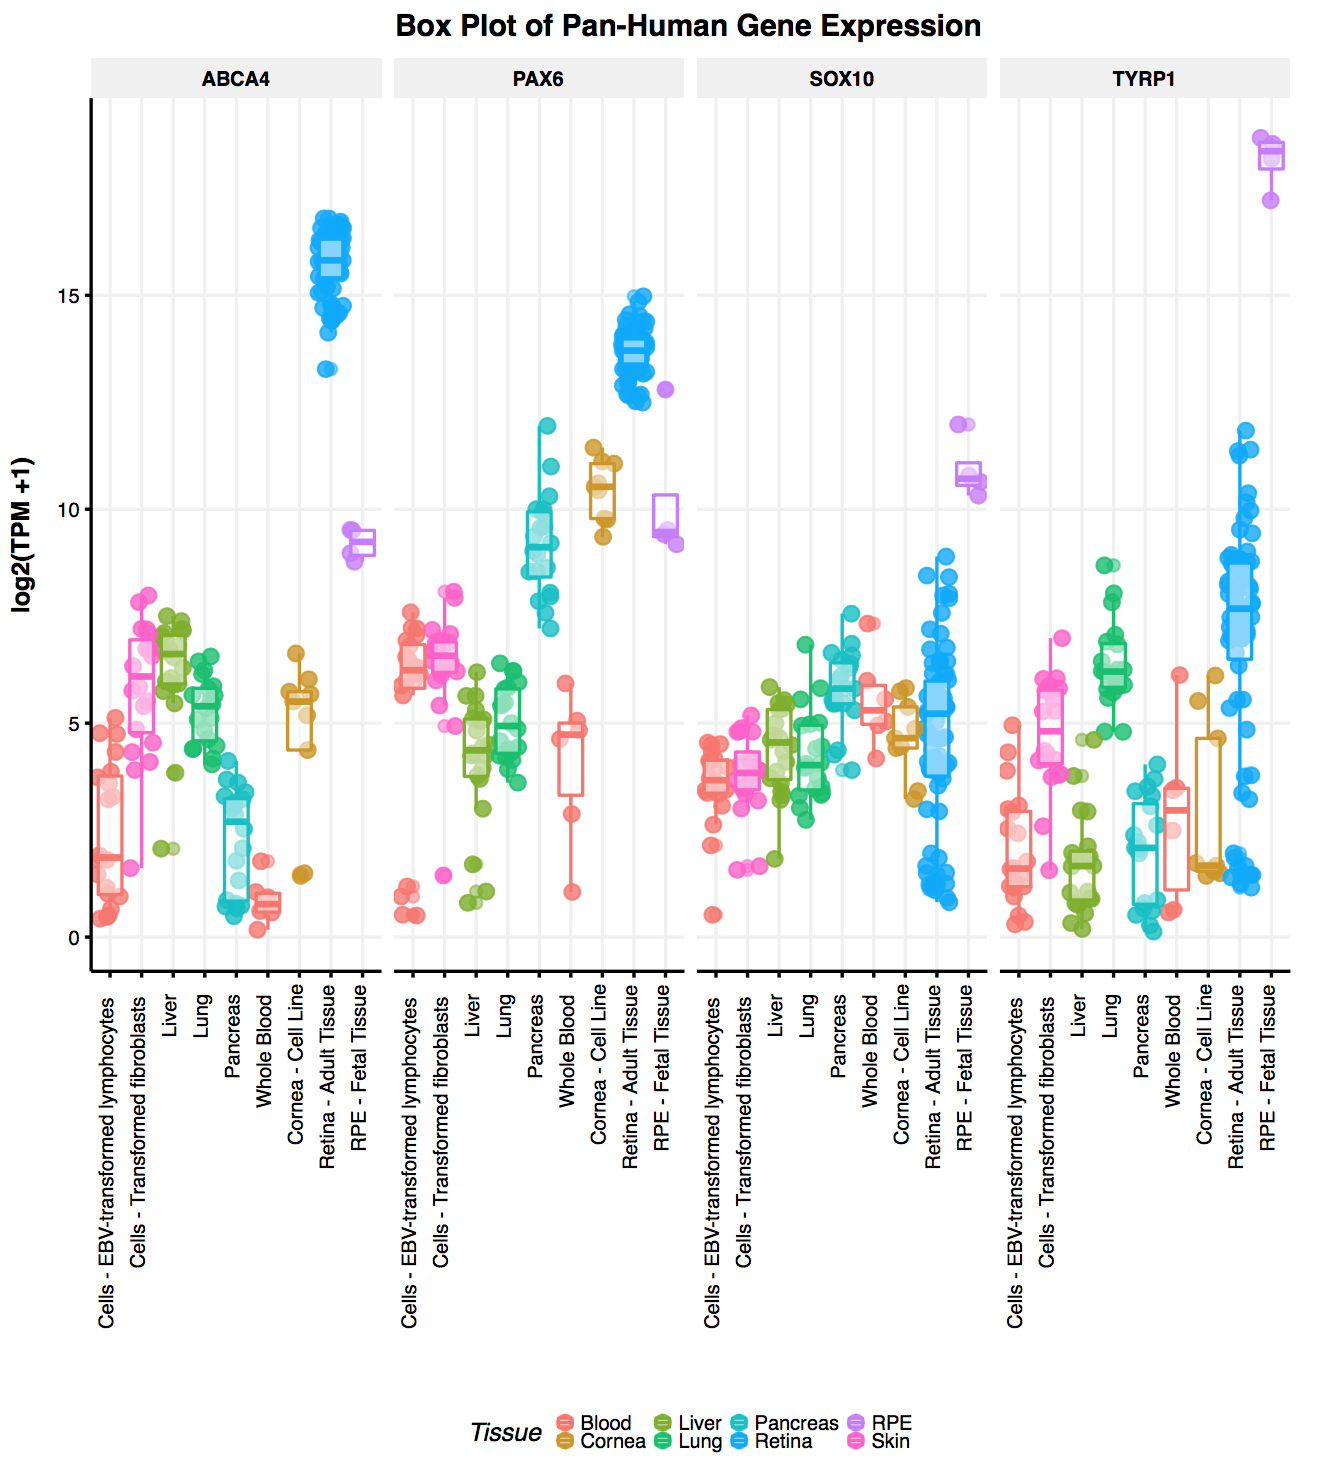 Box Plot of Pan-Human Gene Expression
ABCA4 PAX6 SOX10 TYRP1
log2(TPM +1)
15
10
5
0
Cells - EBV-transformed lymphocytes
Cells - Transformed fibroblasts
Liver
Lung
Pancreas
Whole Blood
Cornea - Cell Line
Retina - Adult Tissue
RPE - Fetal Tissue
Cells - EBV-transformed lymphocytes
Cells - Transformed fibroblasts
Liver
Lung
Pancreas
Whole Blood
Cornea - Cell Line
Retina - Adult Tissue
RPE - Fetal Tissue
Cells - EBV-transformed lymphocytes
Cells - Transformed fibroblasts
Liver
Lung
Pancreas
Whole Blood
Cornea - Cell Line
Retina - Adult Tissue
RPE - Fetal Tissue
Cells - EBV-transformed lymphocytes
Cells - Transformed fibroblasts
Liver
Lung
Pancreas
Whole Blood
Cornea - Cell Line
Retina - Adult Tissue
RPE - Fetal Tissue
Tissue
Blood Liver Pancreas RPE
Cornea Lung Retina Skin